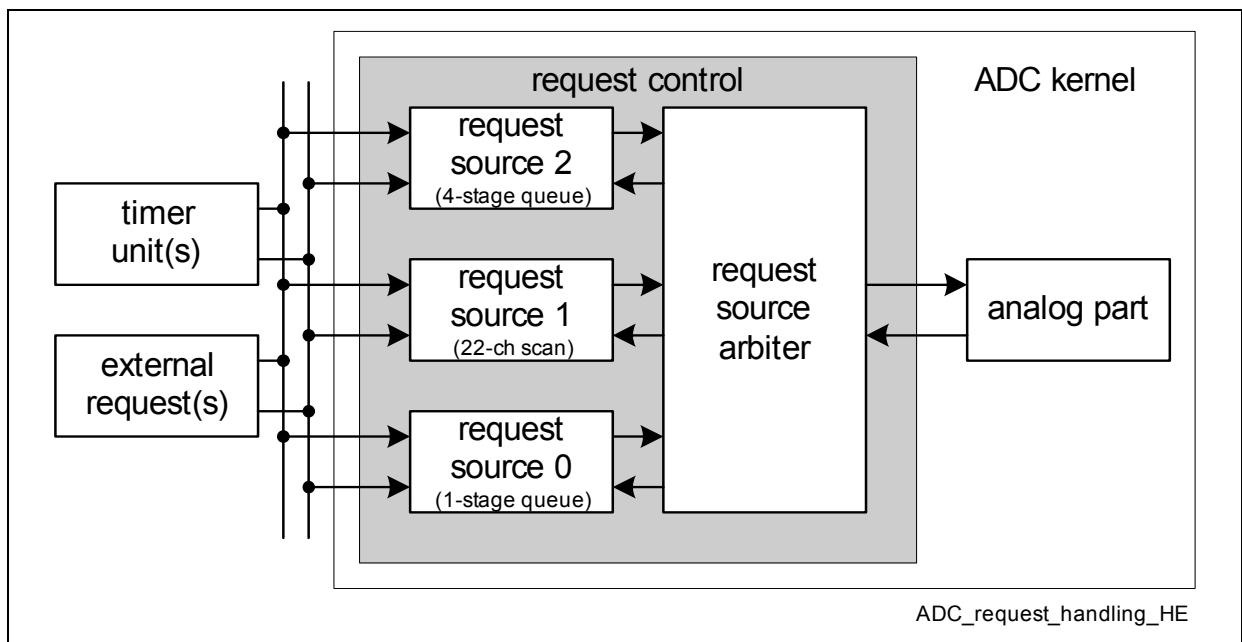 request control
ADC kernel
request
source 2
(4-stage queue)
timer
unit(s)
request
source 1
(22-ch scan)
request
source
arbiter
analog part
external
request(s)
request
source 0
(1-stage queue)
ADC_request_handling_HE